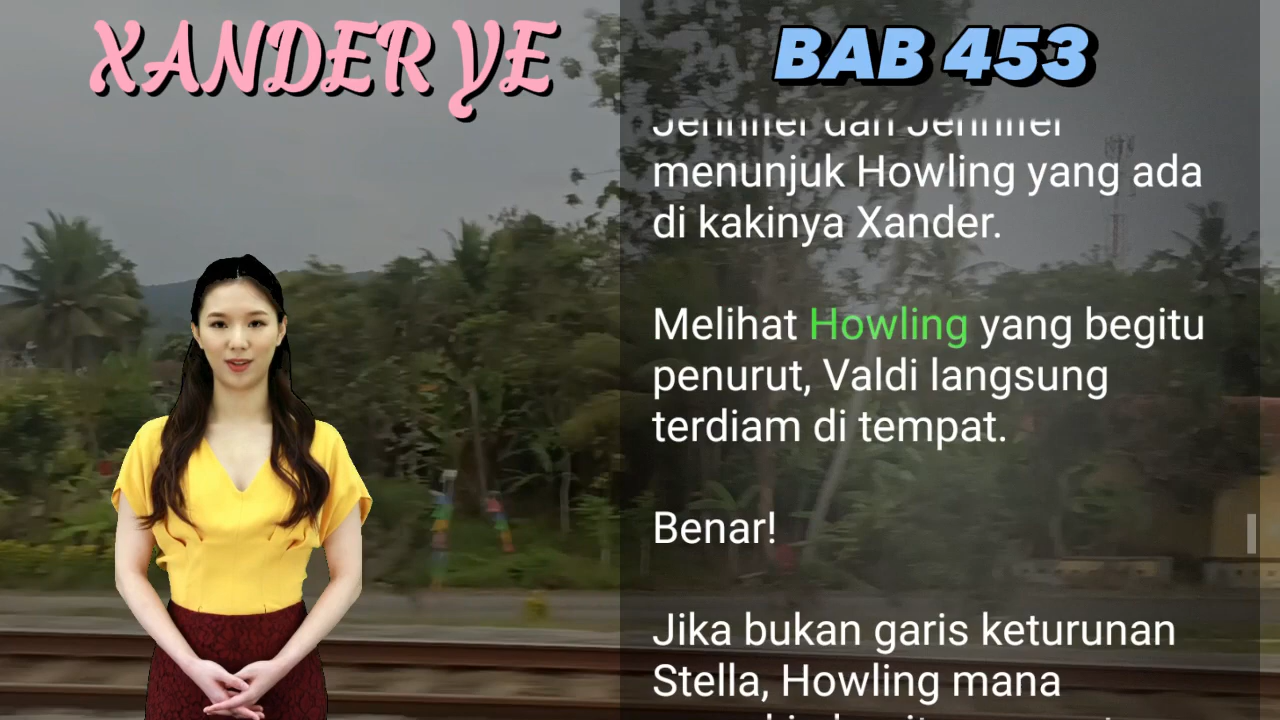 XANDER YE
BAB 453
menunjuk Howling yang ada
di kakinya Xander.
Melihat Howling yang begitu
penurut, Valdi langsung
terdiam di tempat.
Benar!
Jika bukan garis keturunan
Stella, Howling mana